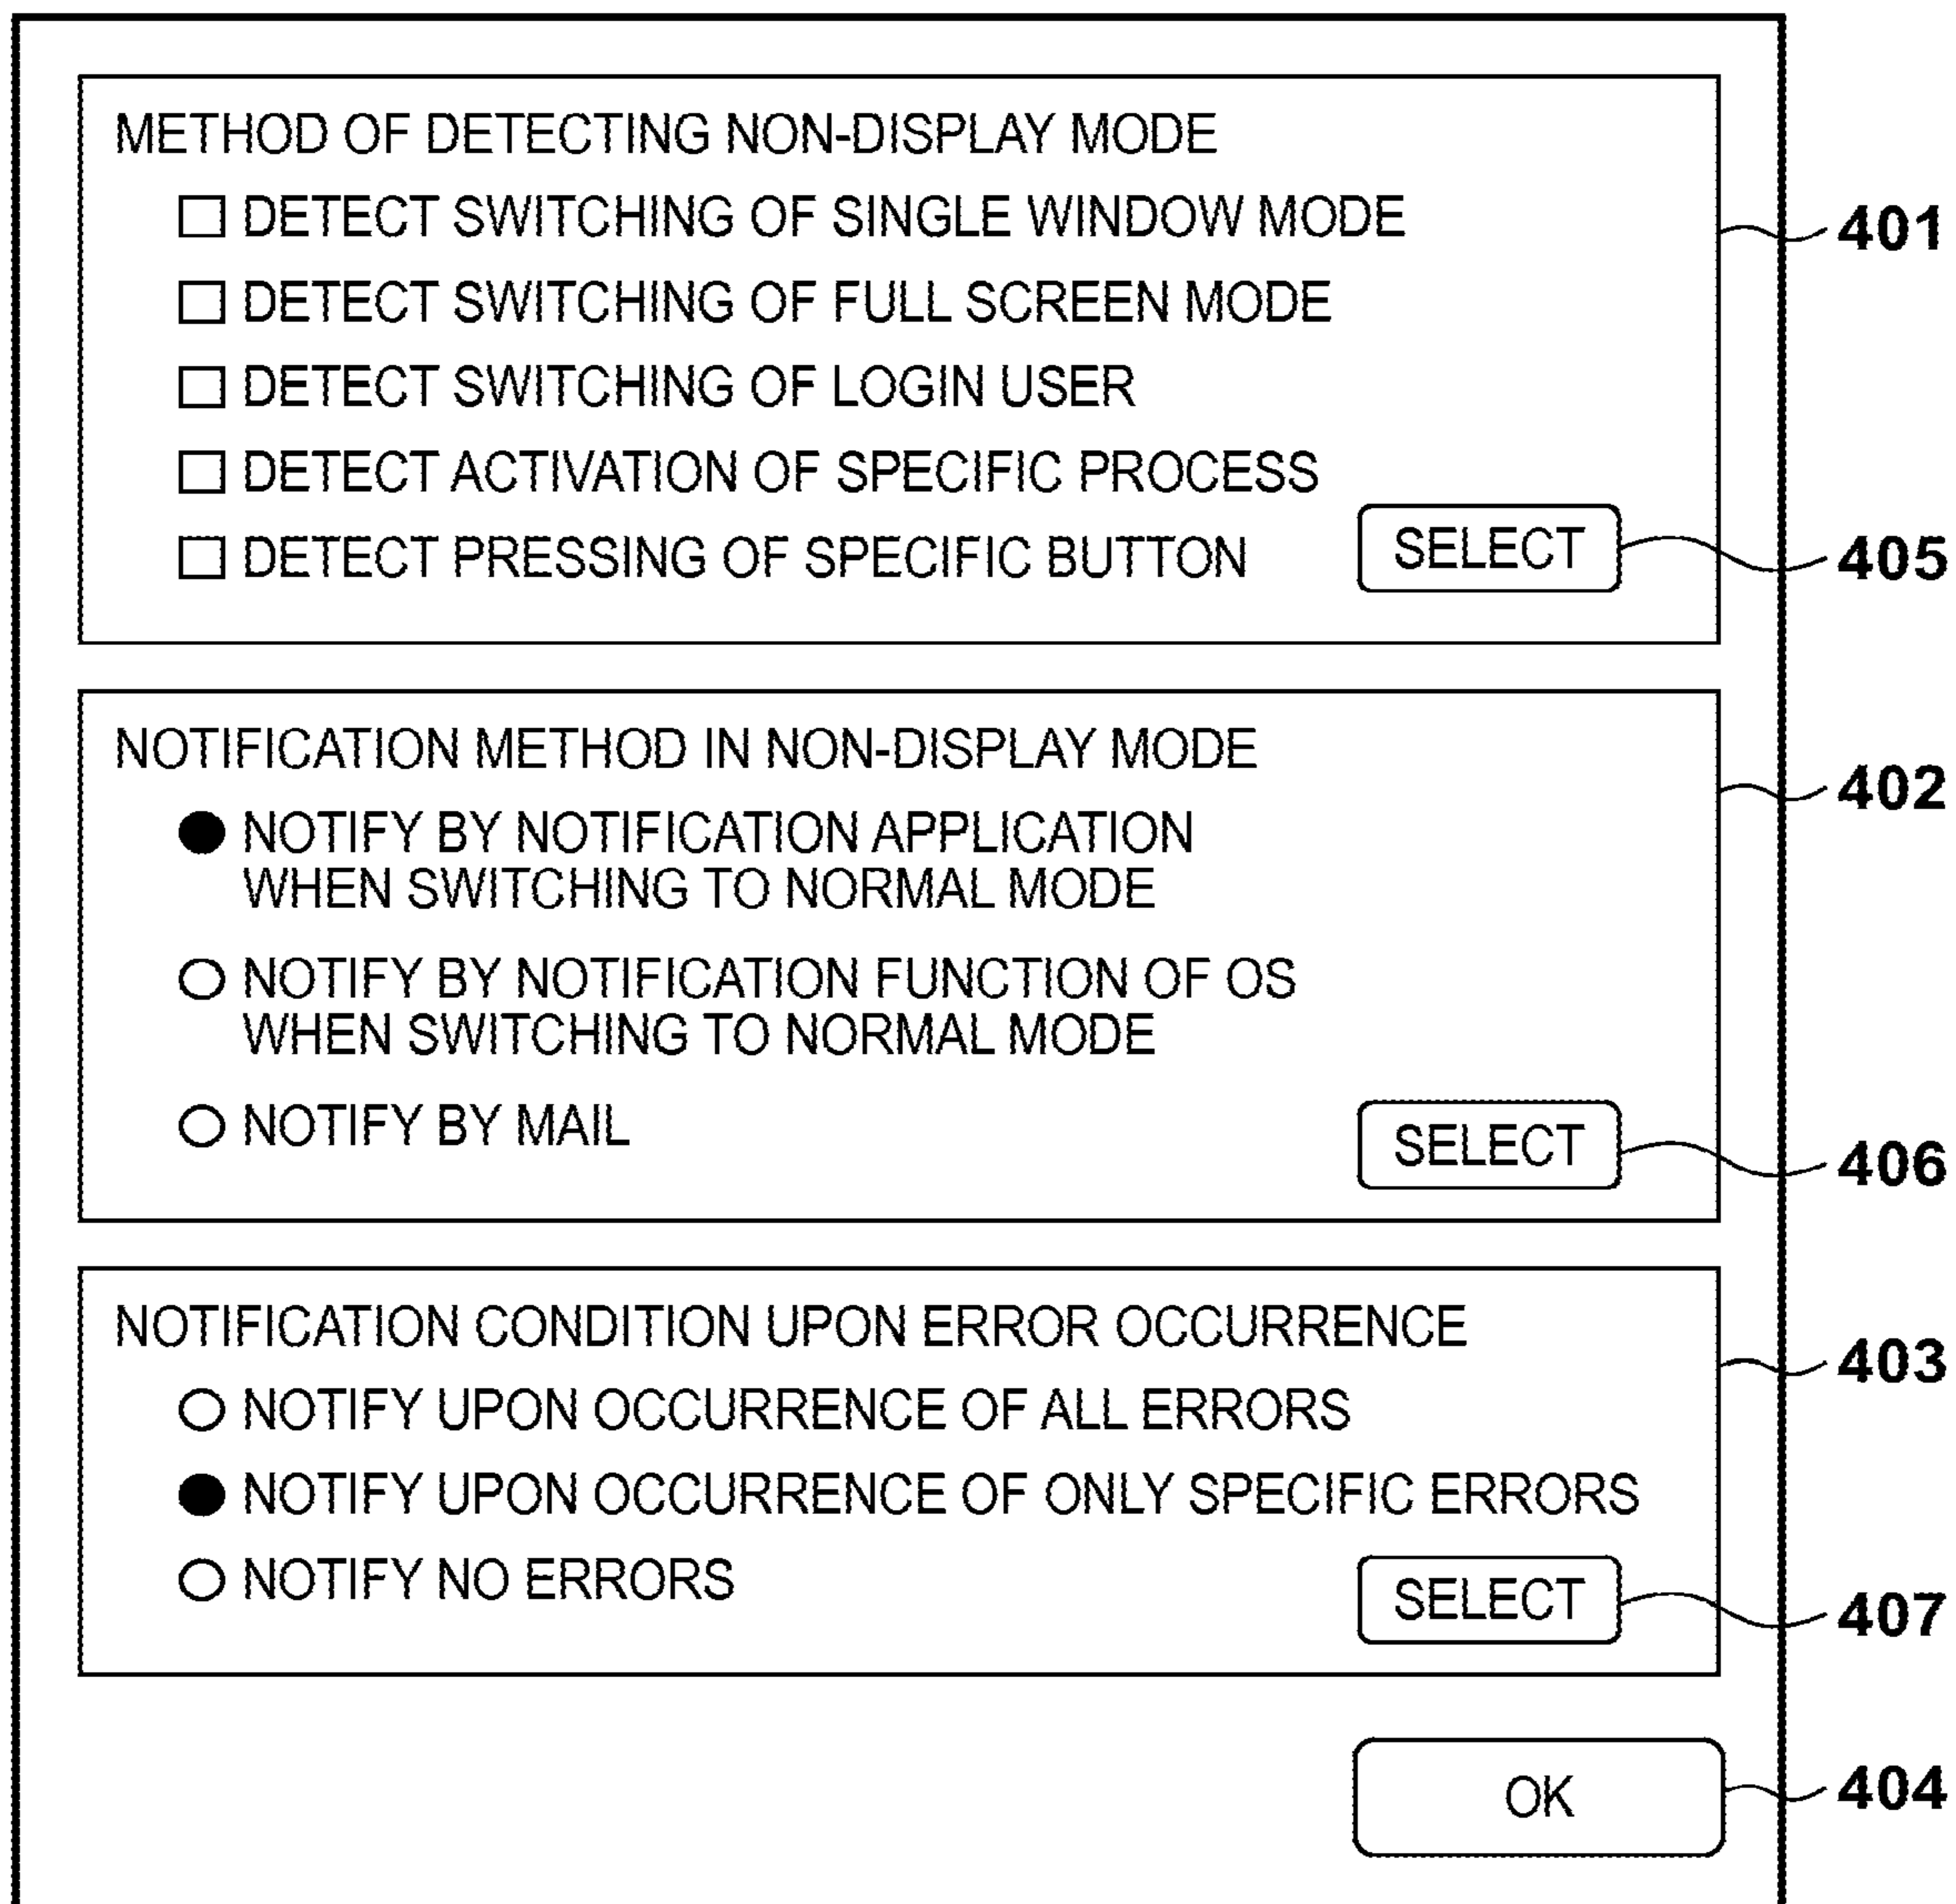 METHOD OF DETECTING NON-DISPLAY MODE
DETECT SWITCHING OF SINGLE WINDOW MODE
401
DETECT SWITCHING OF FULL SCREEN MODE
DETECT SWITCHING OF LOGIN USER
DETECT ACTIVATION OF SPECIFIC PROCESS
DETECT PRESSING OF SPECIFIC BUTTON
SELECT
405
NOTIFICATION METHOD IN NON-DISPLAY MODE
402
NOTIFY BY NOTIFICATION APPLICATION
WHEN SWITCHING TO NORMAL MODE
NOTIFY BY NOTIFICATION FUNCTION OF OS
WHEN SWITCHING TO NORMAL MODE
NOTIFY BY MAIL
SELECT
406
NOTIFICATION CONDITION UPON ERROR OCCURRENCE
403
NOTIFY UPON OCCURRENCE OF ALL ERRORS
NOTIFY UPON OCCURRENCE OF ONLY SPECIFIC ERRORS
NOTIFY NO ERRORS
SELECT
407
OK
404